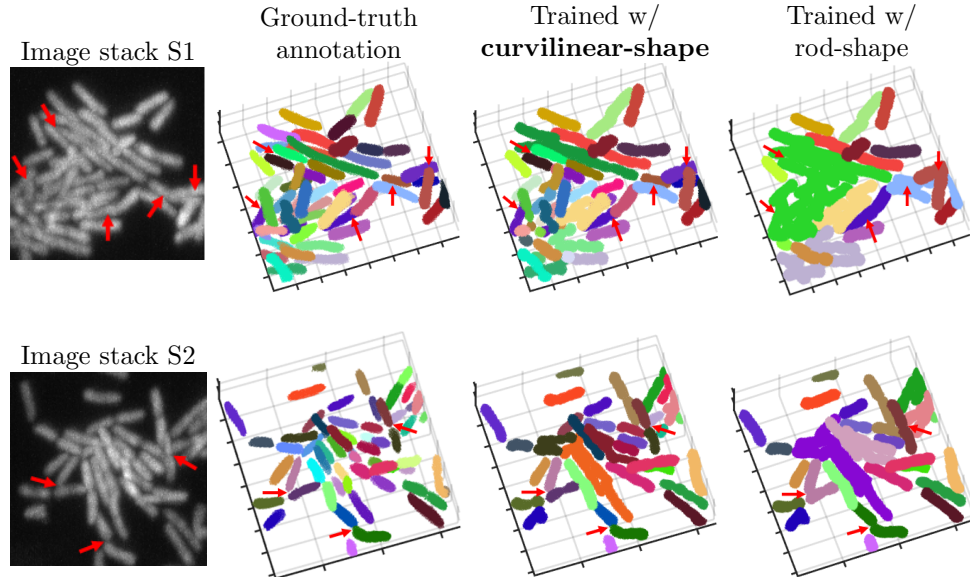 Ground-truth
annotation
Trained w/
curvilinear-shape
Trained w/
rod-shape
Image stack S1
Image stack S2